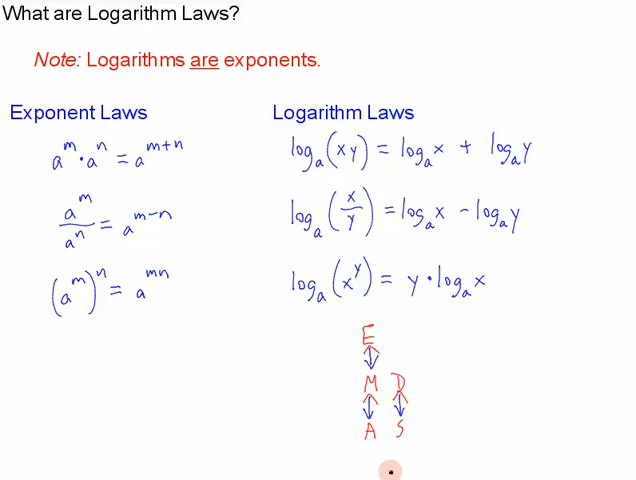 What are Logarithm Laws?
Note: Logarithms are exponents.
Exponent Laws
a^m · a^n = a^{m+n}
a^m / a^n = a^{m-n}
(a^m)^n = a^{mn}
Logarithm Laws
log_a(xy) = log_a x + log_a y
log_a(x/y) = log_a x - log_a y
log_a(x^y) = y · log_a x
E
M D
A S